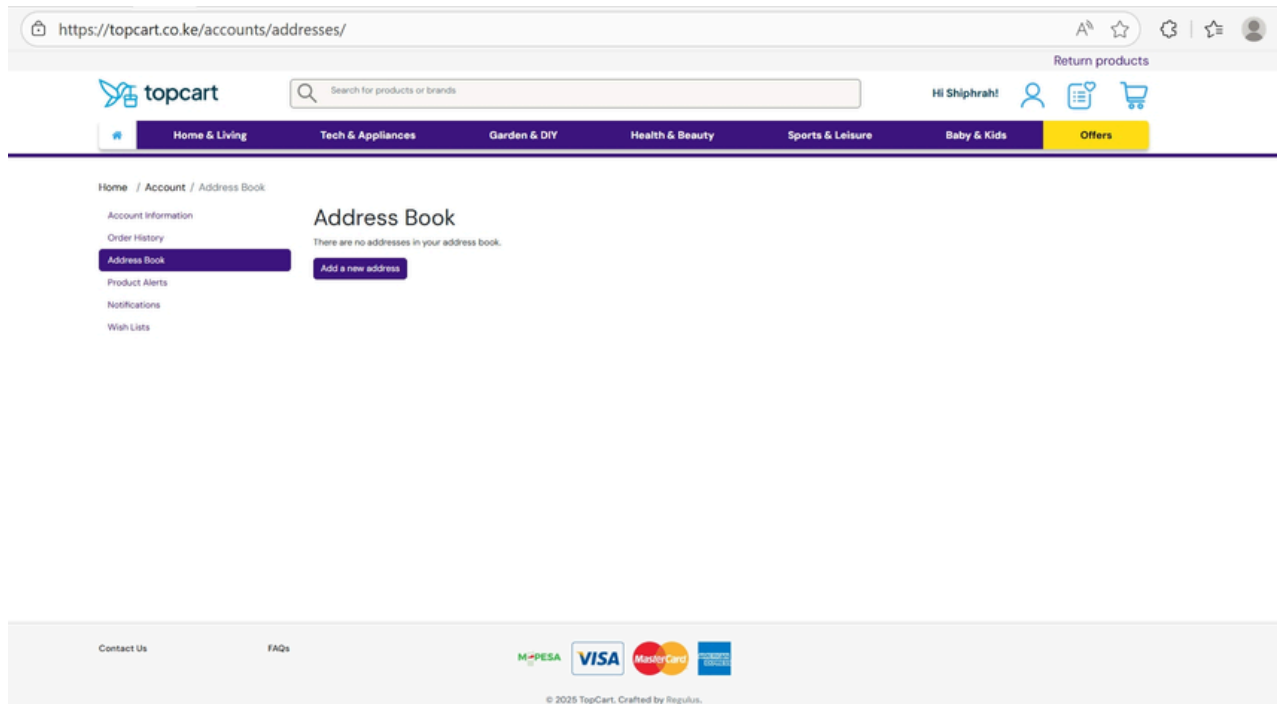 https://topcart.co.ke/accounts/addresses/
Return products
topcart
Search for products or brands
Hi Shiphrah!
Home & Living Tech & Appliances Garden & DIY Health & Beauty Sports & Leisure Baby & Kids Offers
Home / Account / Address Book
Account Information
Order History
Address Book
Product Alerts
Notifications
Wish Lists
Address Book
There are no addresses in your address book.
Add a new address
Contact Us FAQs
M-PESA VISA MasterCard AMERICAN EXPRESS
© 2025 TopCart. Crafted by Regulus.